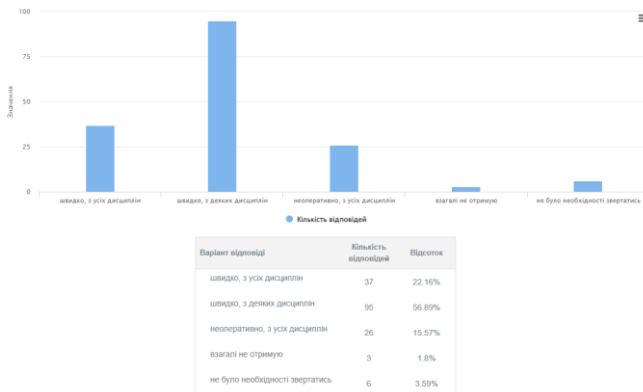 100
75
50
25
0
Значення
швидко, з усіх дисциплін
швидко, з деяких дисциплін
неоперативно, з усіх дисциплін
взагалі не отримую
не було необхідності звертатись
Кількість відповідей
Варіант відповіді Кількість відповідей Відсоток
швидко, з усіх дисциплін 37 22.16%
швидко, з деяких дисциплін 95 56.89%
неоперативно, з усіх дисциплін 26 15.57%
взагалі не отримую 3 1.8%
не було необхідності звертатись 6 3.59%